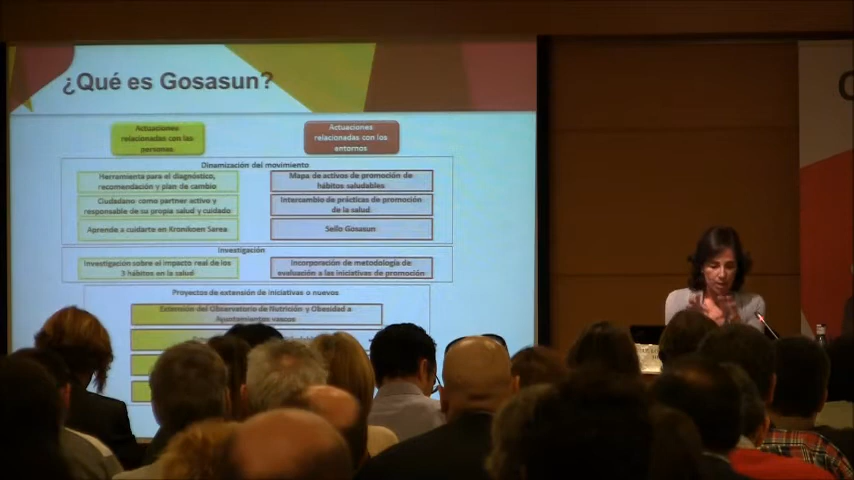 ¿Qué es Gosasun?
Actuaciones
relacionadas con las
personas
Actuaciones
relacionadas con los
entornos
Dinamización del movimiento
Herramienta para el diagnóstico,
recomendación y plan de cambio
Mapa de activos de promoción de
hábitos saludables
Ciudadano como partner activo y
responsable de su propia salud y cuidado
Intercambio de prácticas de promoción
de la salud
Aprende a cuidarte en Kronikoen Sarea
Sello Gosasun
Investigación
Investigación sobre el impacto real de los
3 hábitos en la salud
Incorporación de metodología de
evaluación a las iniciativas de promoción
Proyectos de extensión de iniciativas o nuevos
Extensión del Observatorio de Nutrición y Obesidad a
Ayuntamientos vascos